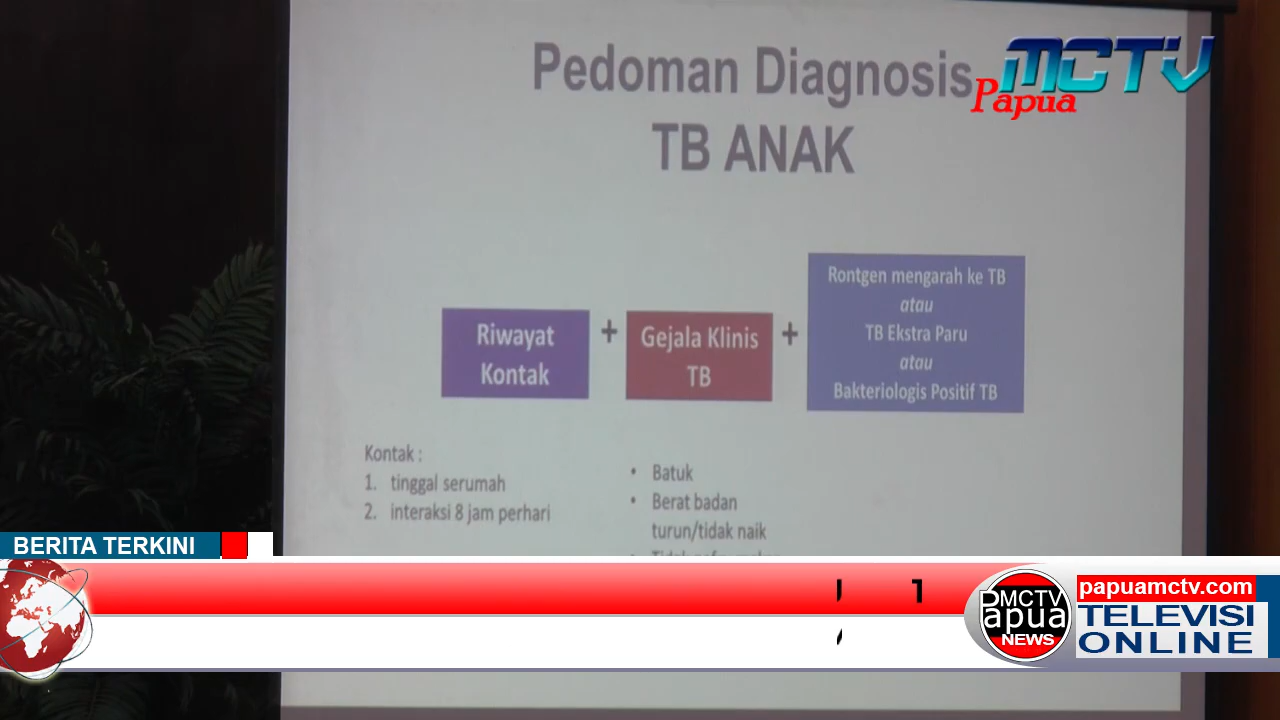 Pedoman Diagnosis
TB ANAK
MCTV
Papua
Riwayat
Kontak
+
Gejala Klinis
TB
+
Rontgen mengarah ke TB
atau
TB Ekstra Paru
atau
Bakteriologis Positif TB
Kontak :
1. tinggal serumah
2. interaksi 8 jam perhari
• Batuk
• Berat badan
turun/tidak naik
BERITA TERKINI
MCTV
Papua
NEWS
papuamctv.com
TELEVISI
ONLINE